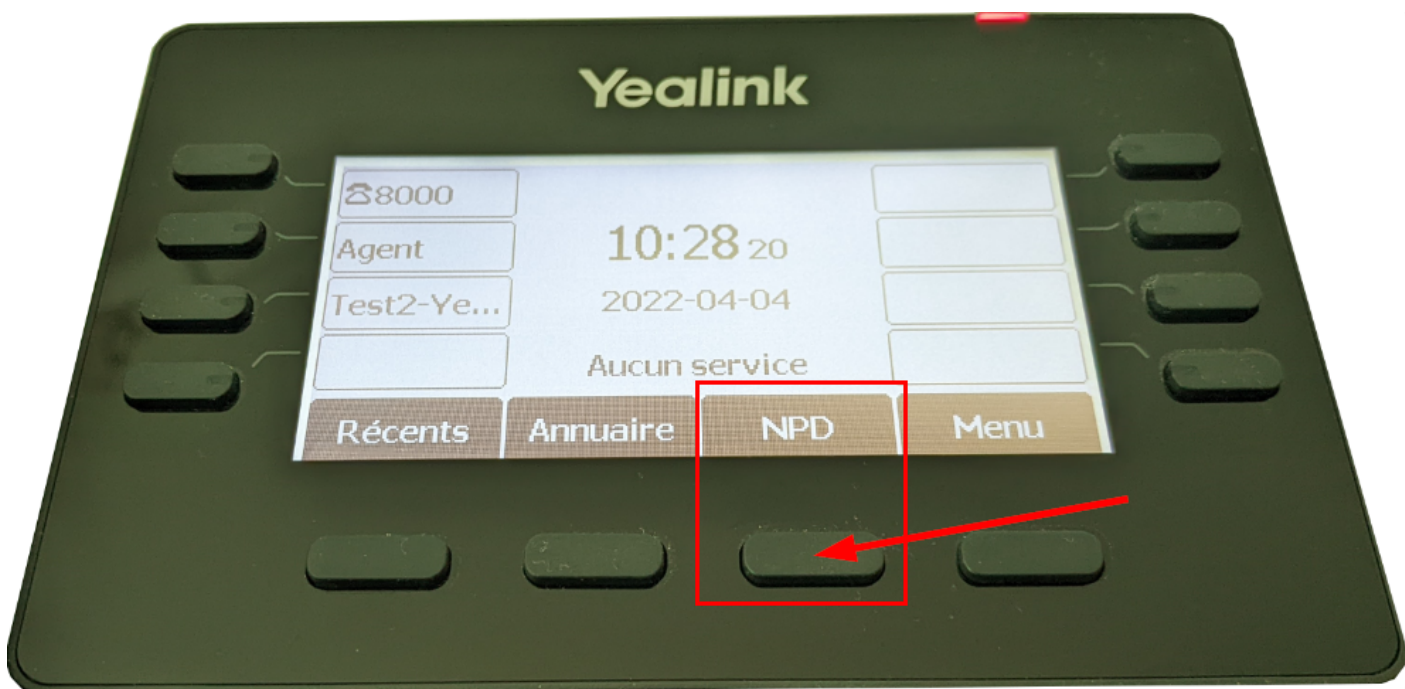 Yealink
☎8000
Agent
Test2-Ye...
10:28 20
2022-04-04
Aucun service
Récents Annuaire NPD Menu